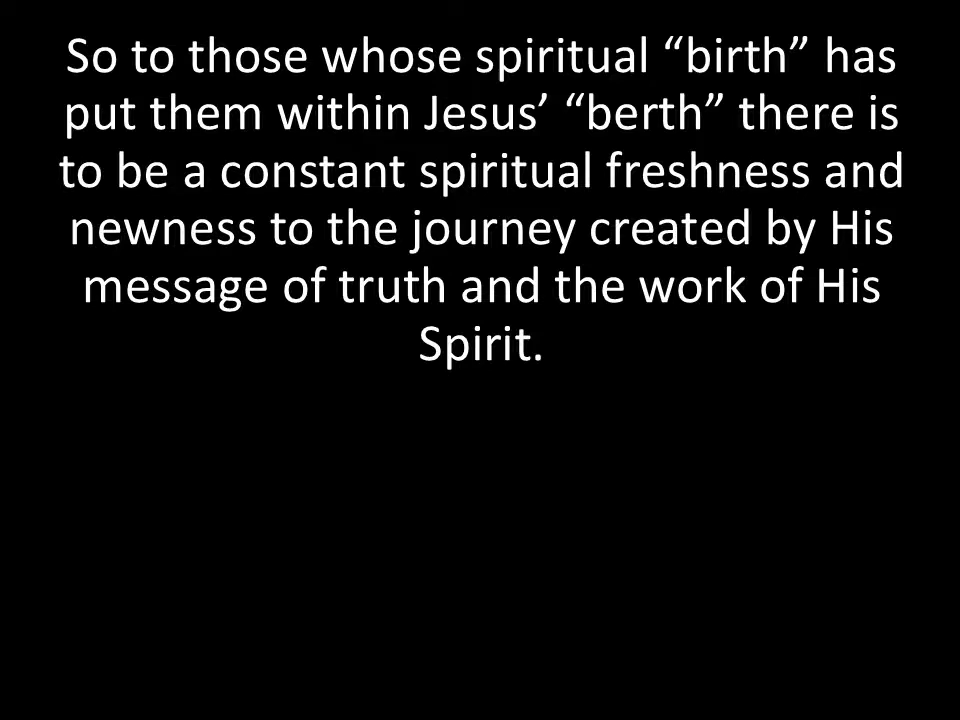 So to those whose spiritual “birth” has
put them within Jesus’ “berth” there is
to be a constant spiritual freshness and
newness to the journey created by His
message of truth and the work of His
Spirit.